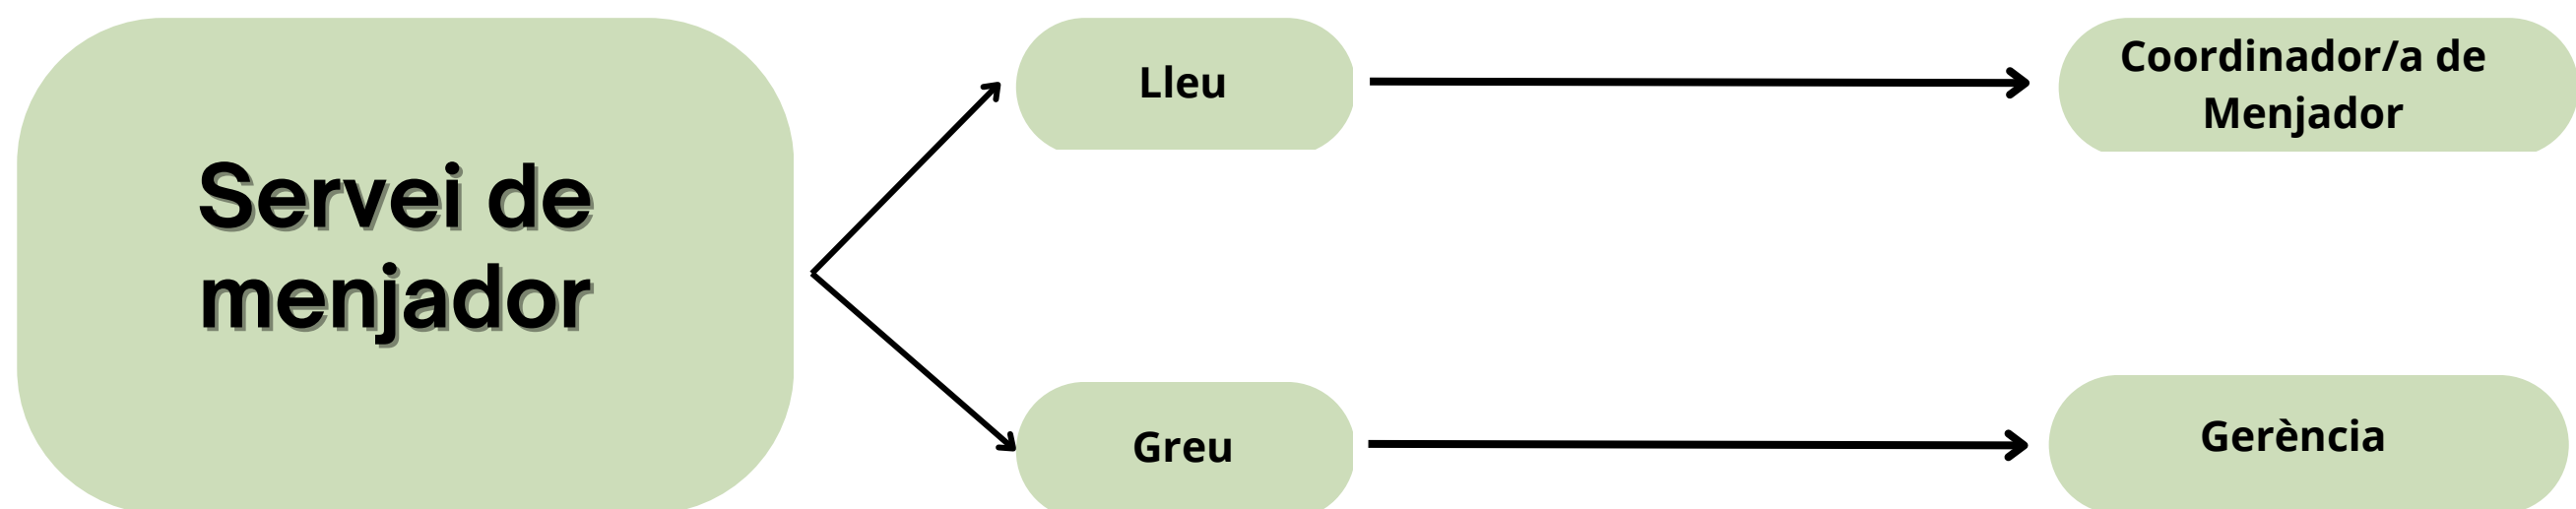 Servei de
menjador
Lleu
Coordinador/a de
Menjador
Greu
Gerència